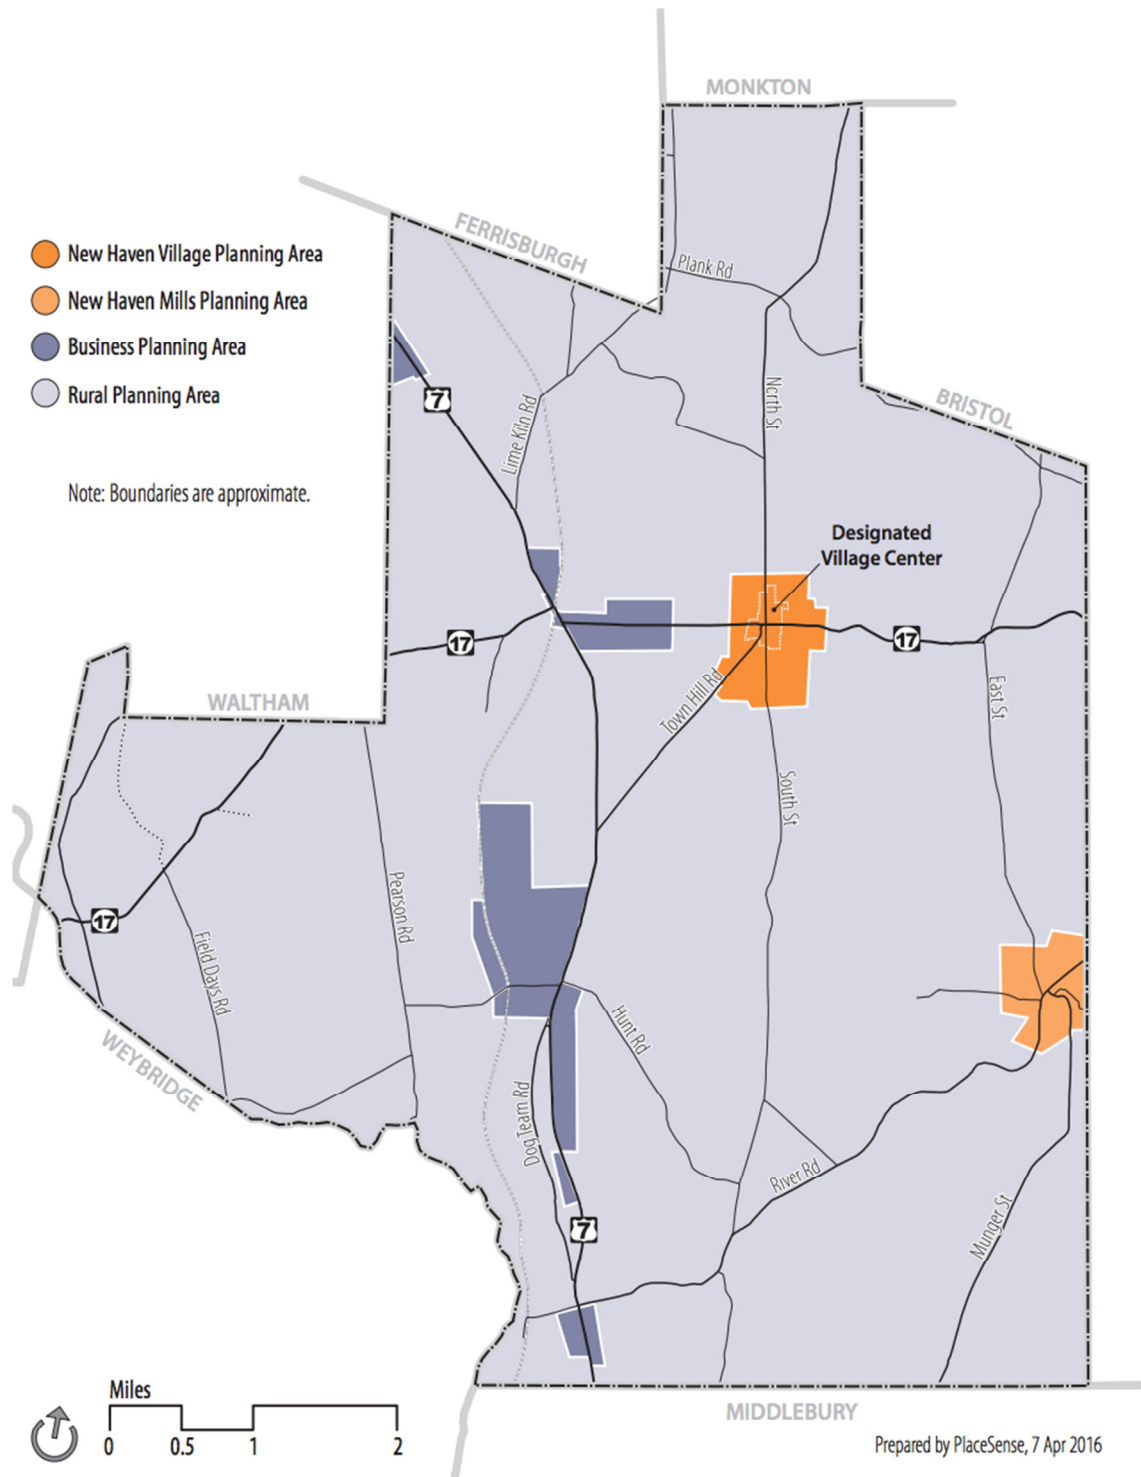 MONKTON
FERRISBURGH
New Haven Village Planning Area
New Haven Mills Planning Area
Business Planning Area
Rural Planning Area
Note: Boundaries are approximate.
Plank Rd
7
North St
BRISTOL
Lime Kiln Rd
Designated
Village Center
17
17
WALTHAM
Town Hill Rd
East St
South St
Pearson Rd
17
Field Days Rd
Hunt Rd
WEYBRIDGE
Dog Team Rd
River Rd
Munger St
7
Miles
0 0.5 1 2
MIDDLEBURY
Prepared by PlaceSense, 7 Apr 2016